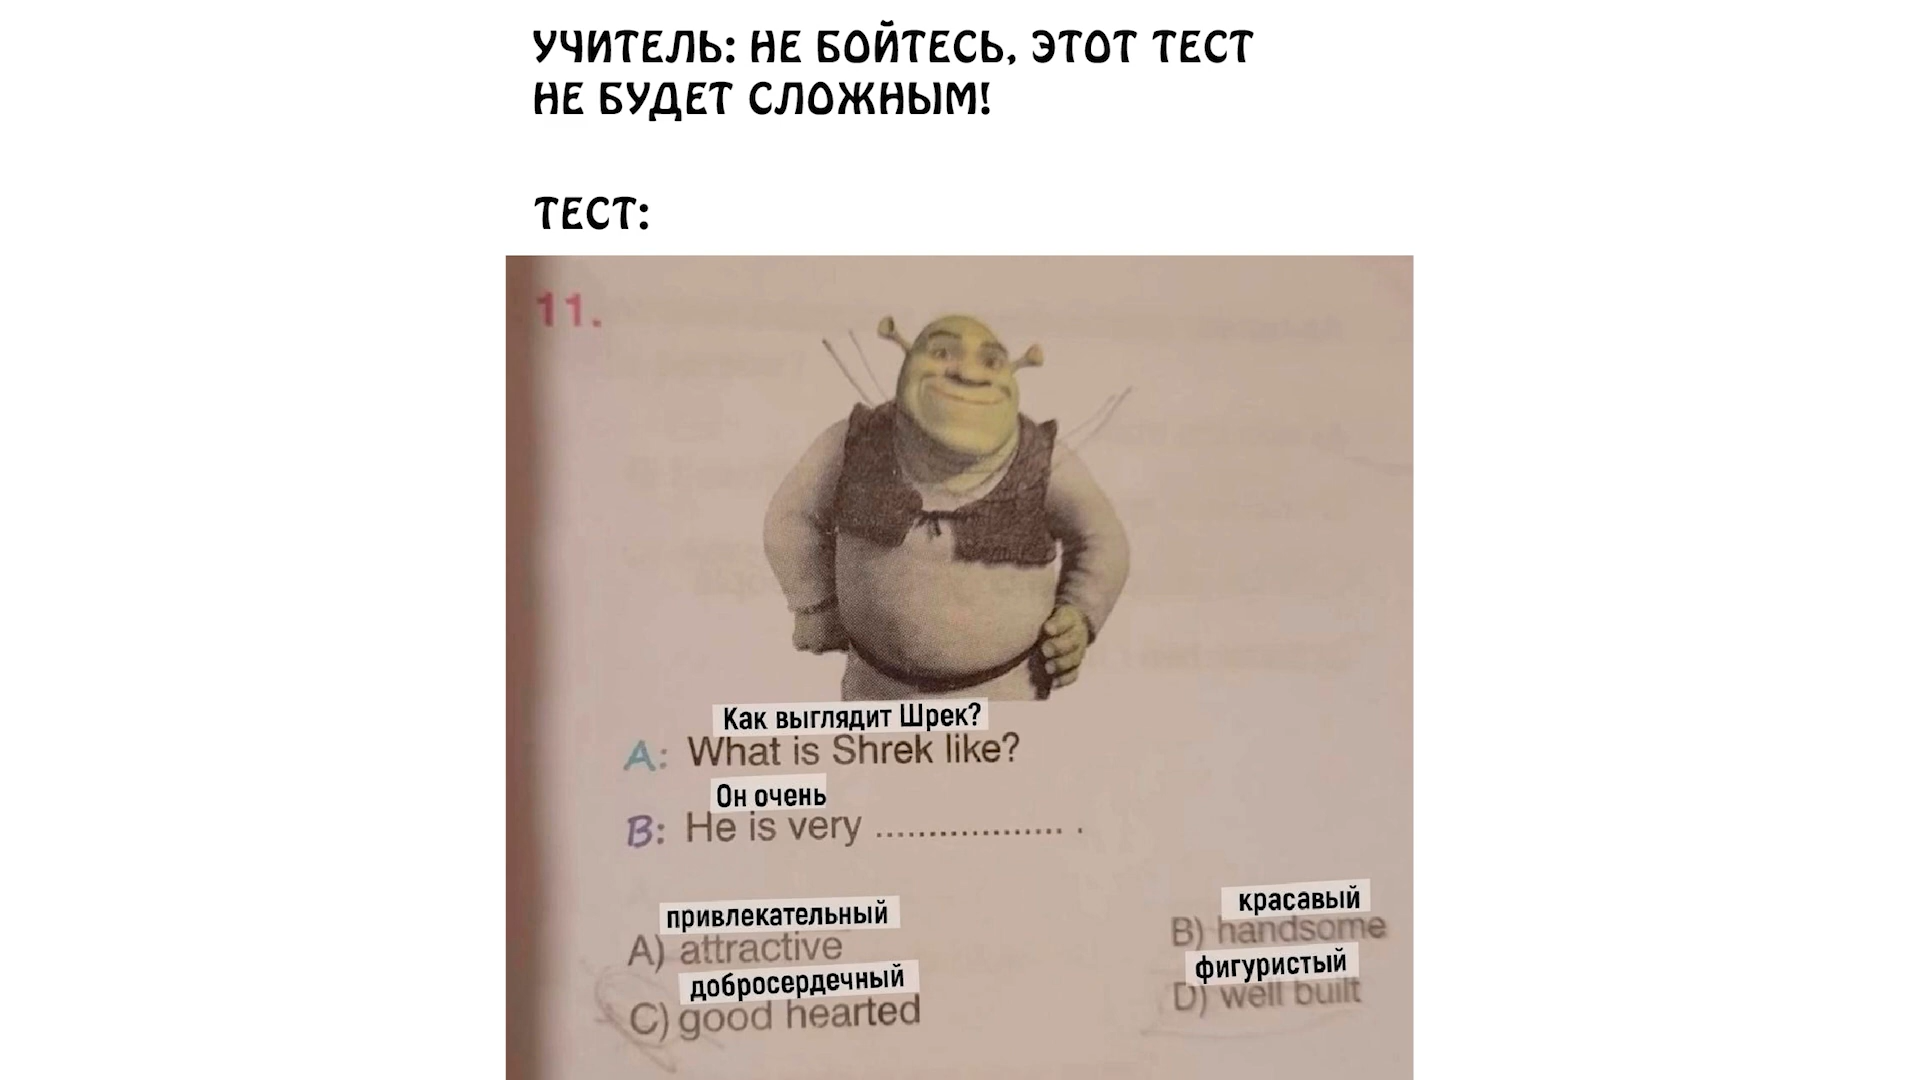 УЧИТЕЛЬ: НЕ БОЙТЕСЬ, ЭТОТ ТЕСТ
НЕ БУДЕТ СЛОЖНЫМ!
ТЕСТ:
11.
Как выглядит Шрек?
A: What is Shrek like?
Он очень
B: He is very ................... .
привлекательный
A) attractive
красавый
B) handsome
добросердечный
C) good hearted
фигуристый
D) well built